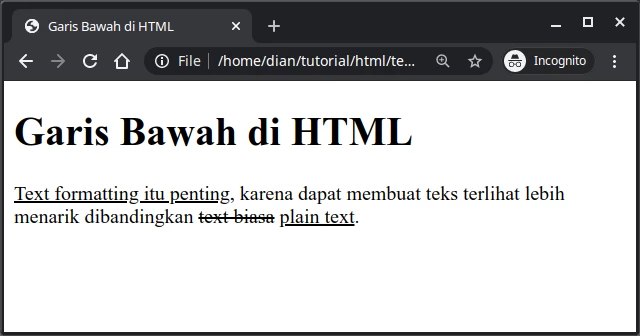 Garis Bawah di HTML
File | /home/dian/tutorial/html/te... Incognito
Garis Bawah di HTML
Text formatting itu penting, karena dapat membuat teks terlihat lebih
menarik dibandingkan text biasa plain text.